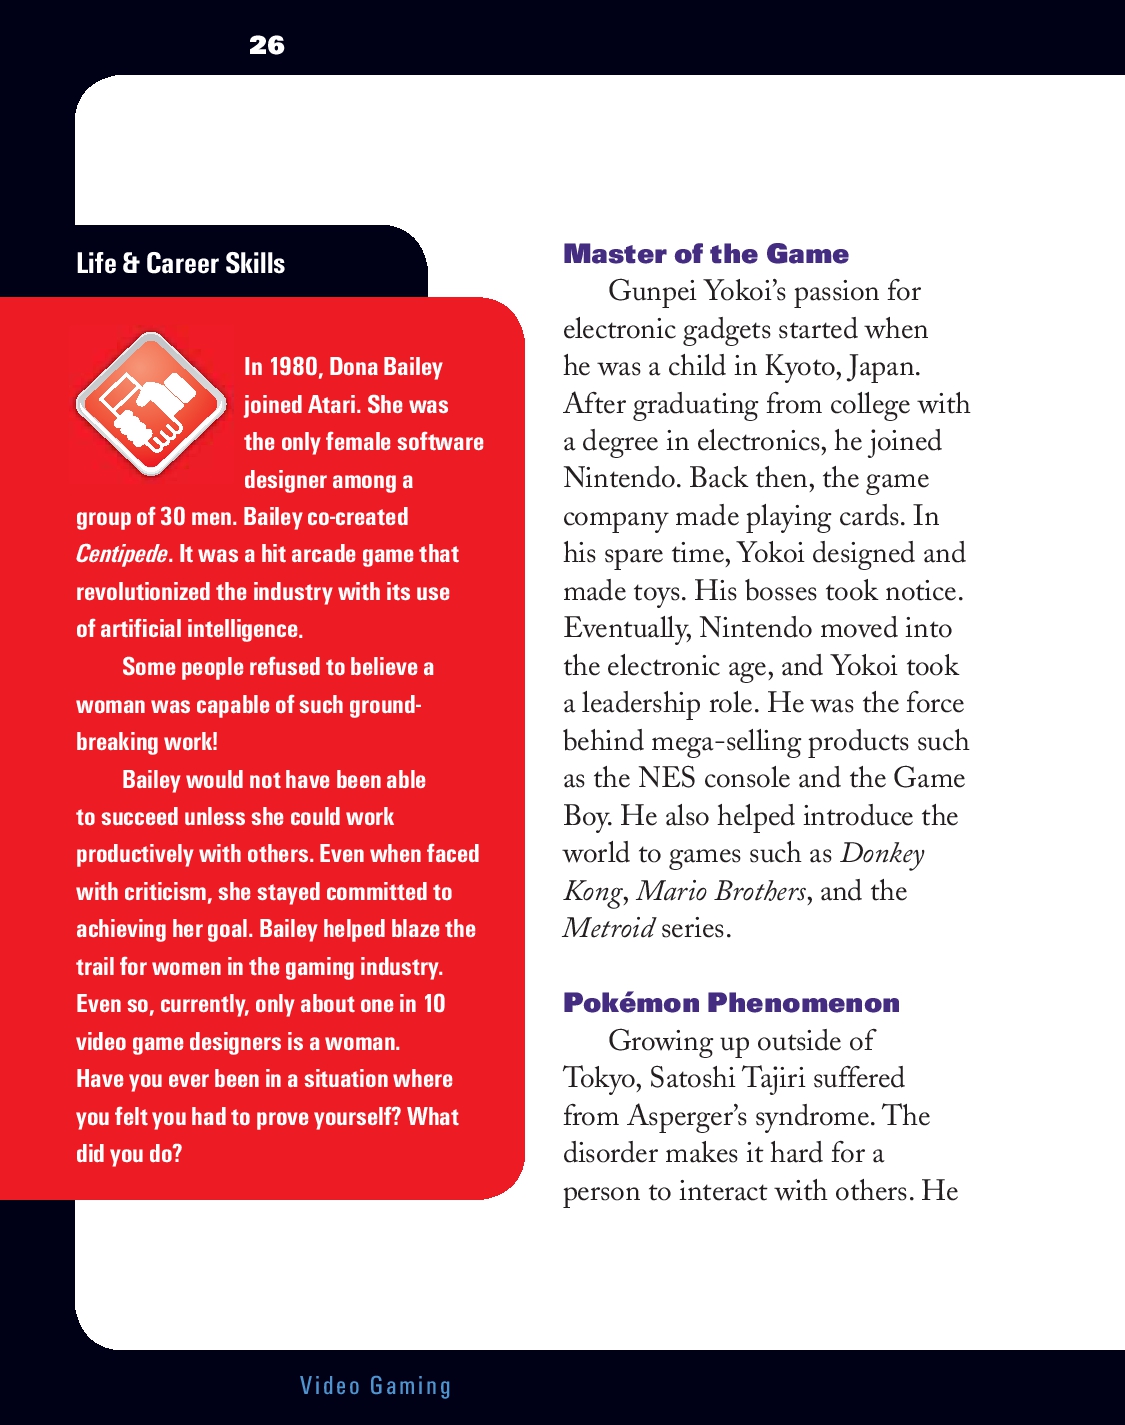 26
Life & Career Skills
In 1980, Dona Bailey
joined Atari. She was
the only female software
designer among a
group of 30 men. Bailey co-created
Centipede. It was a hit arcade game that
revolutionized the industry with its use
of artificial intelligence.
Some people refused to believe a
woman was capable of such ground-
breaking work!
Bailey would not have been able
to succeed unless she could work
productively with others. Even when faced
with criticism, she stayed committed to
achieving her goal. Bailey helped blaze the
trail for women in the gaming industry.
Even so, currently, only about one in 10
video game designers is a woman.
Have you ever been in a situation where
you felt you had to prove yourself? What
did you do?
Master of the Game
Gunpei Yokoi’s passion for
electronic gadgets started when
he was a child in Kyoto, Japan.
After graduating from college with
a degree in electronics, he joined
Nintendo. Back then, the game
company made playing cards. In
his spare time, Yokoi designed and
made toys. His bosses took notice.
Eventually, Nintendo moved into
the electronic age, and Yokoi took
a leadership role. He was the force
behind mega-selling products such
as the NES console and the Game
Boy. He also helped introduce the
world to games such as Donkey
Kong, Mario Brothers, and the
Metroid series.
Pokémon Phenomenon
Growing up outside of
Tokyo, Satoshi Tajiri suffered
from Asperger’s syndrome. The
disorder makes it hard for a
person to interact with others. He
Video Gaming